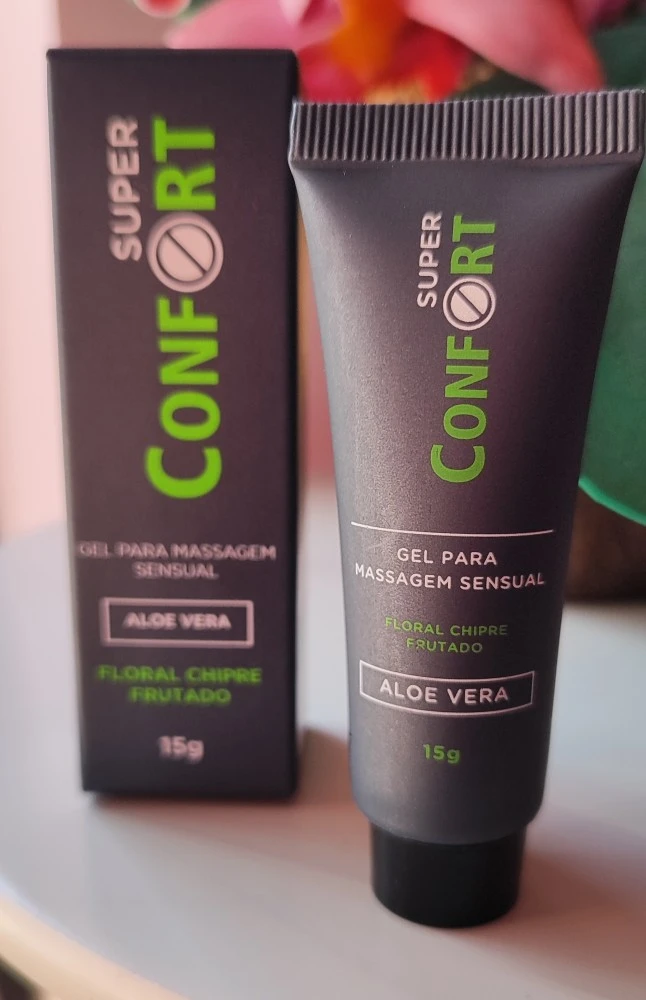 SUPER
CONFORT
GEL PARA MASSAGEM
SENSUAL
ALOE VERA
FLORAL CHIPRE
FRUTADO
15g
SUPER
CONFORT
GEL PARA
MASSAGEM SENSUAL
FLORAL CHIPRE
FRUTADO
ALOE VERA
15g